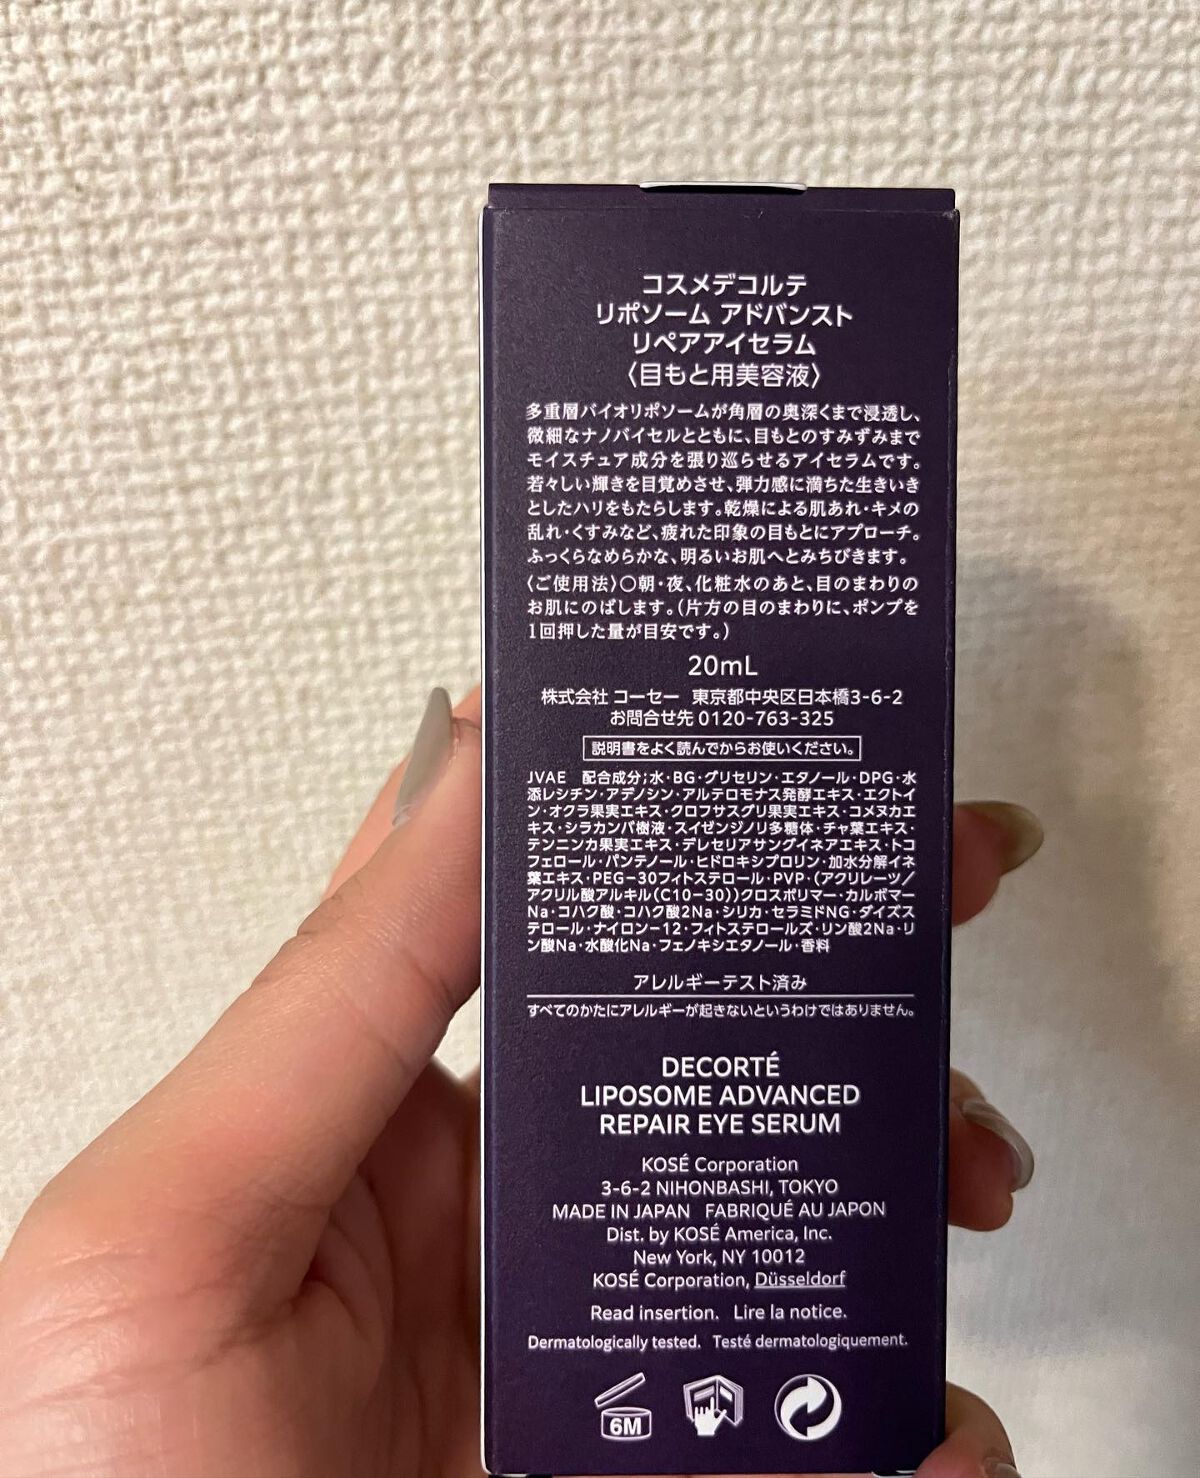 コスメデコルテ
リポソーム アドバンスト
リペアアイセラム
〈目もと用美容液〉
多重層バイオリポソームが角層の奥深くまで浸透し、
微細なナノバイセルとともに、目もとのすみずみまで
モイスチュア成分を張り巡らせるアイセラムです。
若々しい輝きを目覚めさせ、弾力感に満ちた生きいき
としたハリをもたらします。乾燥による肌あれ・キメの
乱れ・くすみなど、疲れた印象の目もとにアプローチ。
ふっくらなめらかな、明るいお肌へとみちびきます。
〈ご使用法〉〇朝・夜、化粧水のあと、目のまわりの
お肌にのばします。(片方の目のまわりに、ポンプを
1回押した量が目安です。)
20mL
株式会社 コーセー 東京都中央区日本橋3-6-2
お問合せ先 0120-763-325
説明書をよく読んでからお使いください。
JVAE 配合成分;水・BG・グリセリン・エタノール・DPG・水
添レシチン・アデノシン・アルテロモナス発酵エキス・エクトイ
ン・オクラ果実エキス・クロフサスグリ果実エキス・コメヌカエ
キス・シラカンバ樹液・スイゼンジノリ多糖体・チャ葉エキス・
テンニンカ果実エキス・デレセリアサングイネアエキス・トコ
フェロール・パンテノール・ヒドロキシプロリン・加水分解イネ
葉エキス・PEG-30フィトステロール・PVP・(アクリレーツ/
アクリル酸アルキル(C10-30))クロスポリマー・カルボマー
Na・コハク酸・コハク酸2Na・シリカ・セラミドNG・ダイズス
テロール・ナイロン-12・フィトステロールズ・リン酸2Na・リ
ン酸Na・水酸化Na・フェノキシエタノール・香料
アレルギーテスト済み
すべてのかたにアレルギーが起きないというわけではありません。
DECORTÉ
LIPOSOME ADVANCED
REPAIR EYE SERUM
KOSÉ Corporation
3-6-2 NIHONBASHI, TOKYO
MADE IN JAPAN FABRIQUÉ AU JAPON
Dist. by KOSÉ America, Inc.
New York, NY 10012
KOSÉ Corporation, Düsseldorf
Read insertion. Lire la notice.
Dermatologically tested. Testé dermatologiquement.
6M